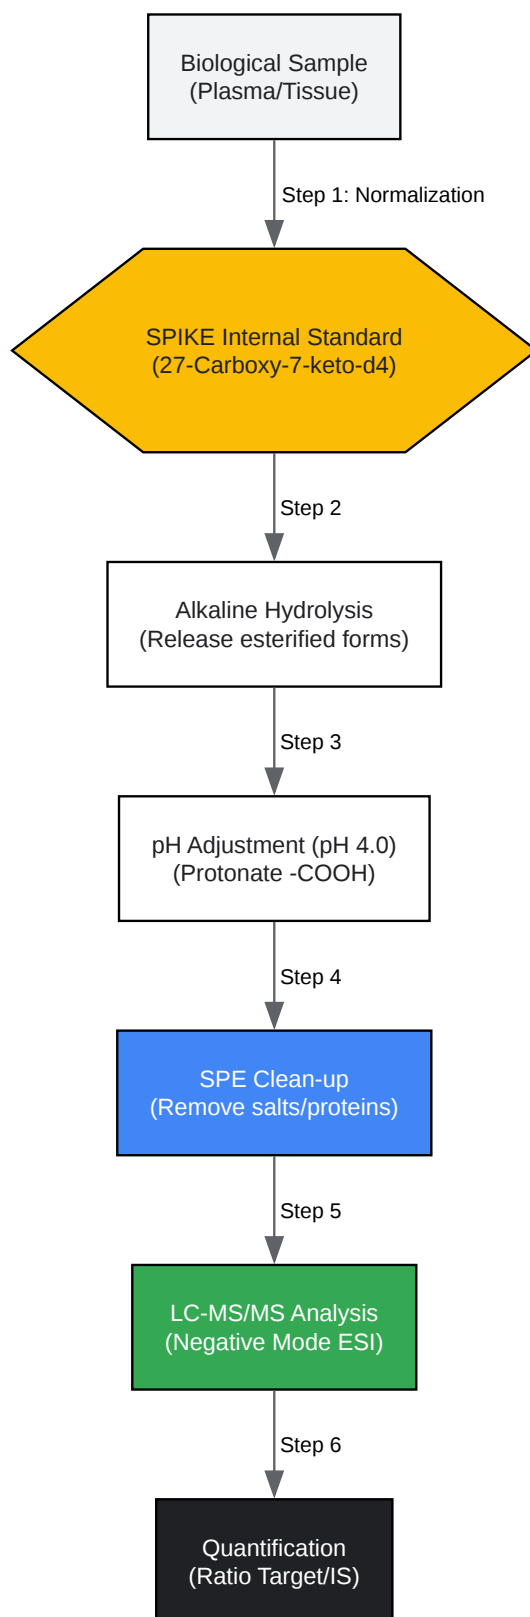 Biological Sample
(Plasma/Tissue)
Step 1: Normalization
SPIKE Internal Standard
(27-Carboxy-7-keto-d4)
Step 2
Alkaline Hydrolysis
(Release esterified forms)
Step 3
pH Adjustment (pH 4.0)
(Protonate -COOH)
Step 4
SPE Clean-up
(Remove salts/proteins)
Step 5
LC-MS/MS Analysis
(Negative Mode ESI)
Step 6
Quantification
(Ratio Target/IS)